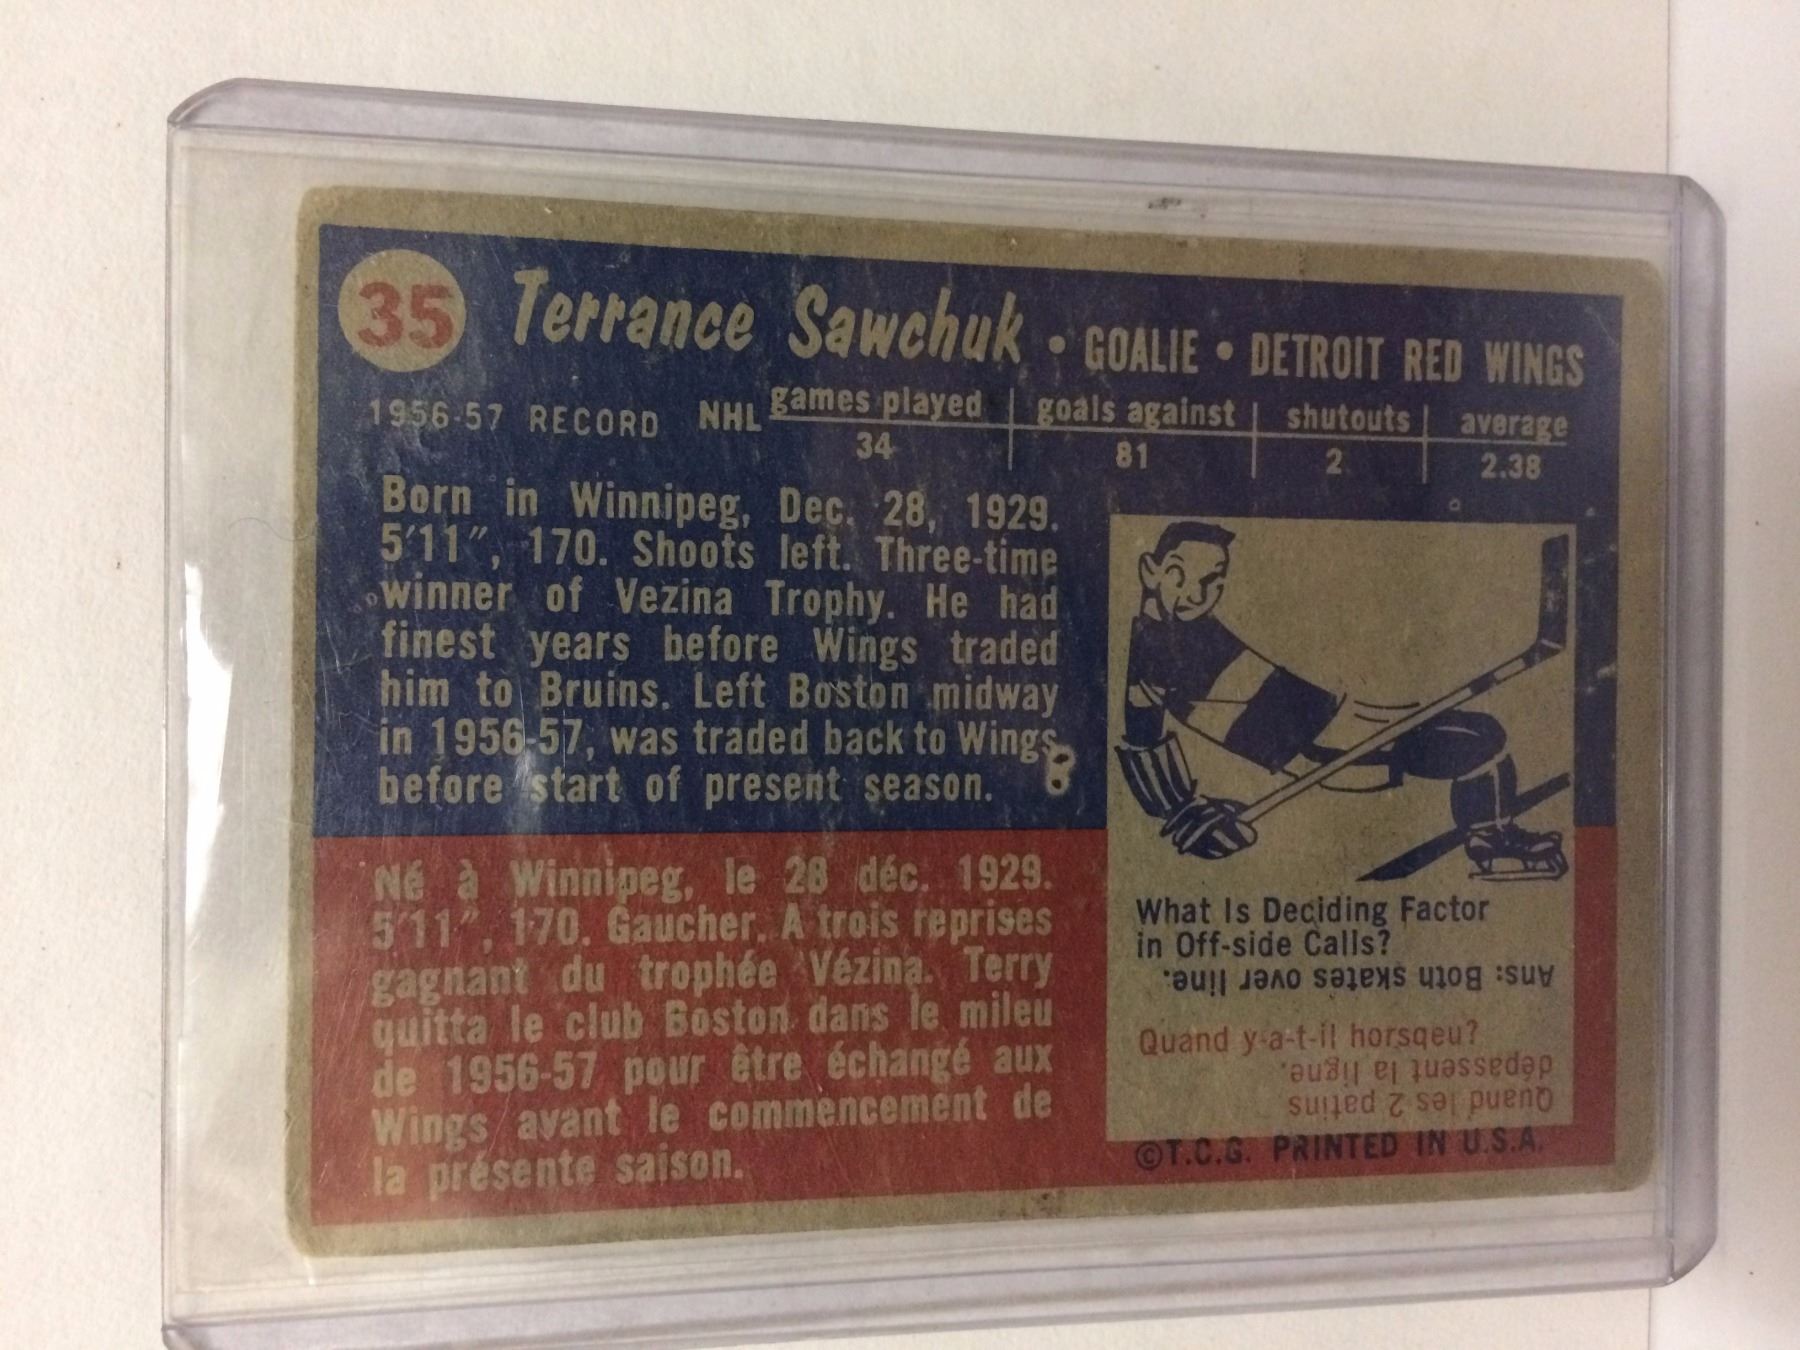 35 Terrance Sawchuk • GOALIE • DETROIT RED WINGS
1956-57 RECORD NHL games played goals against shutouts average
34 81 2 2.38
Born in Winnipeg, Dec. 28, 1929.
5'11", 170. Shoots left. Three-time
winner of Vezina Trophy. He had
finest years before Wings traded
him to Bruins. Left Boston midway
in 1956-57, was traded back to Wings
before start of present season.
Né à Winnipeg, le 28 déc. 1929.
5'11", 170. Gaucher. A trois reprises
gagnant du trophée Vézina. Terry
quitta le club Boston dans le mileu
de 1956-57 pour être échangé aux
Wings avant le commencement de
la présente saison.
What Is Deciding Factor
in Off-side Calls?
Ans: Both skates over line.
Quand y-a-t-il horsqeu?
Quand les 2 patins
dépassent la ligne.
©T.C.G. PRINTED IN U.S.A.